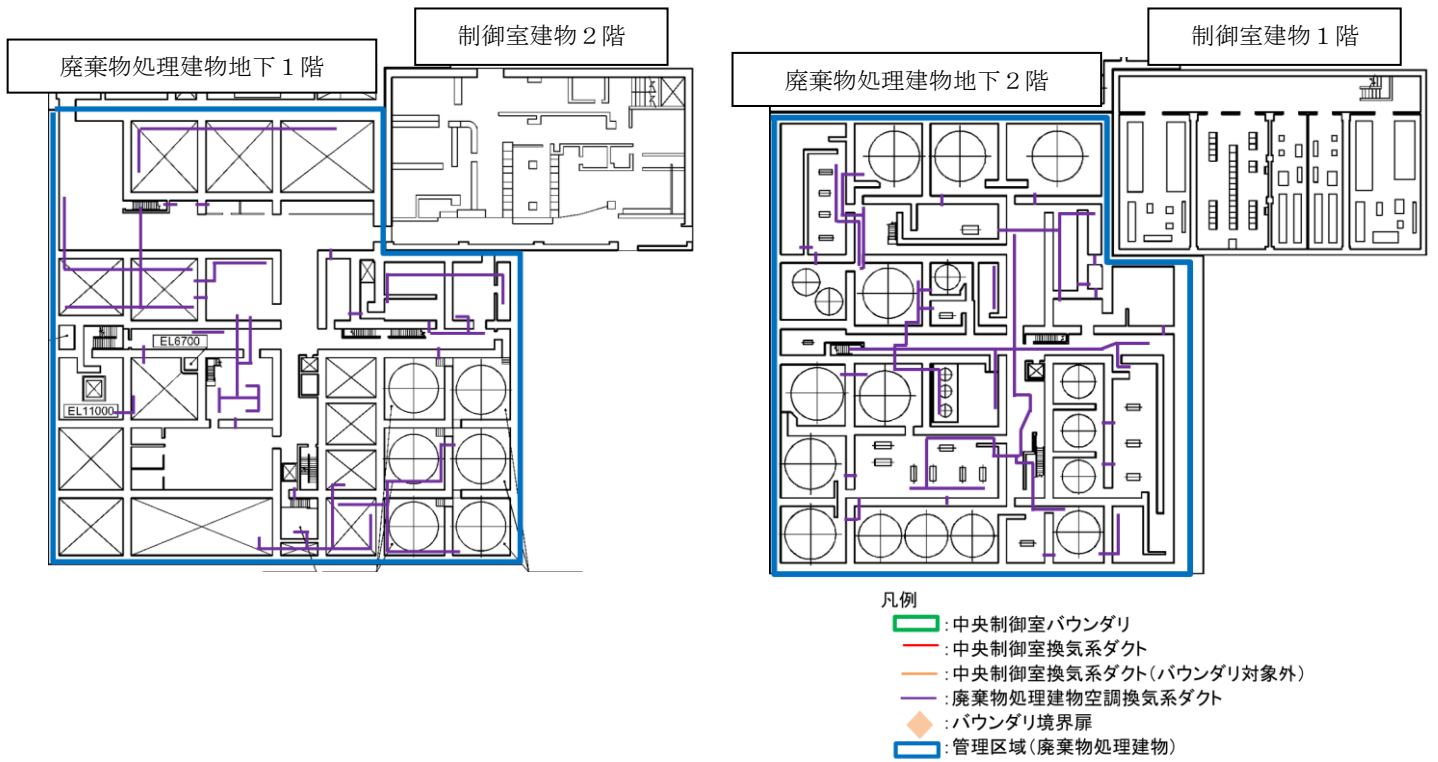 制御室建物2階
廃棄物処理建物地下1階
EL6700
EL11000
制御室建物1階
廃棄物処理建物地下2階
凡例
:中央制御室バウンダリ
:中央制御室換気系ダクト
:中央制御室換気系ダクト(バウンダリ対象外)
:廃棄物処理建物空調換気系ダクト
:バウンダリ境界扉
:管理区域(廃棄物処理建物)